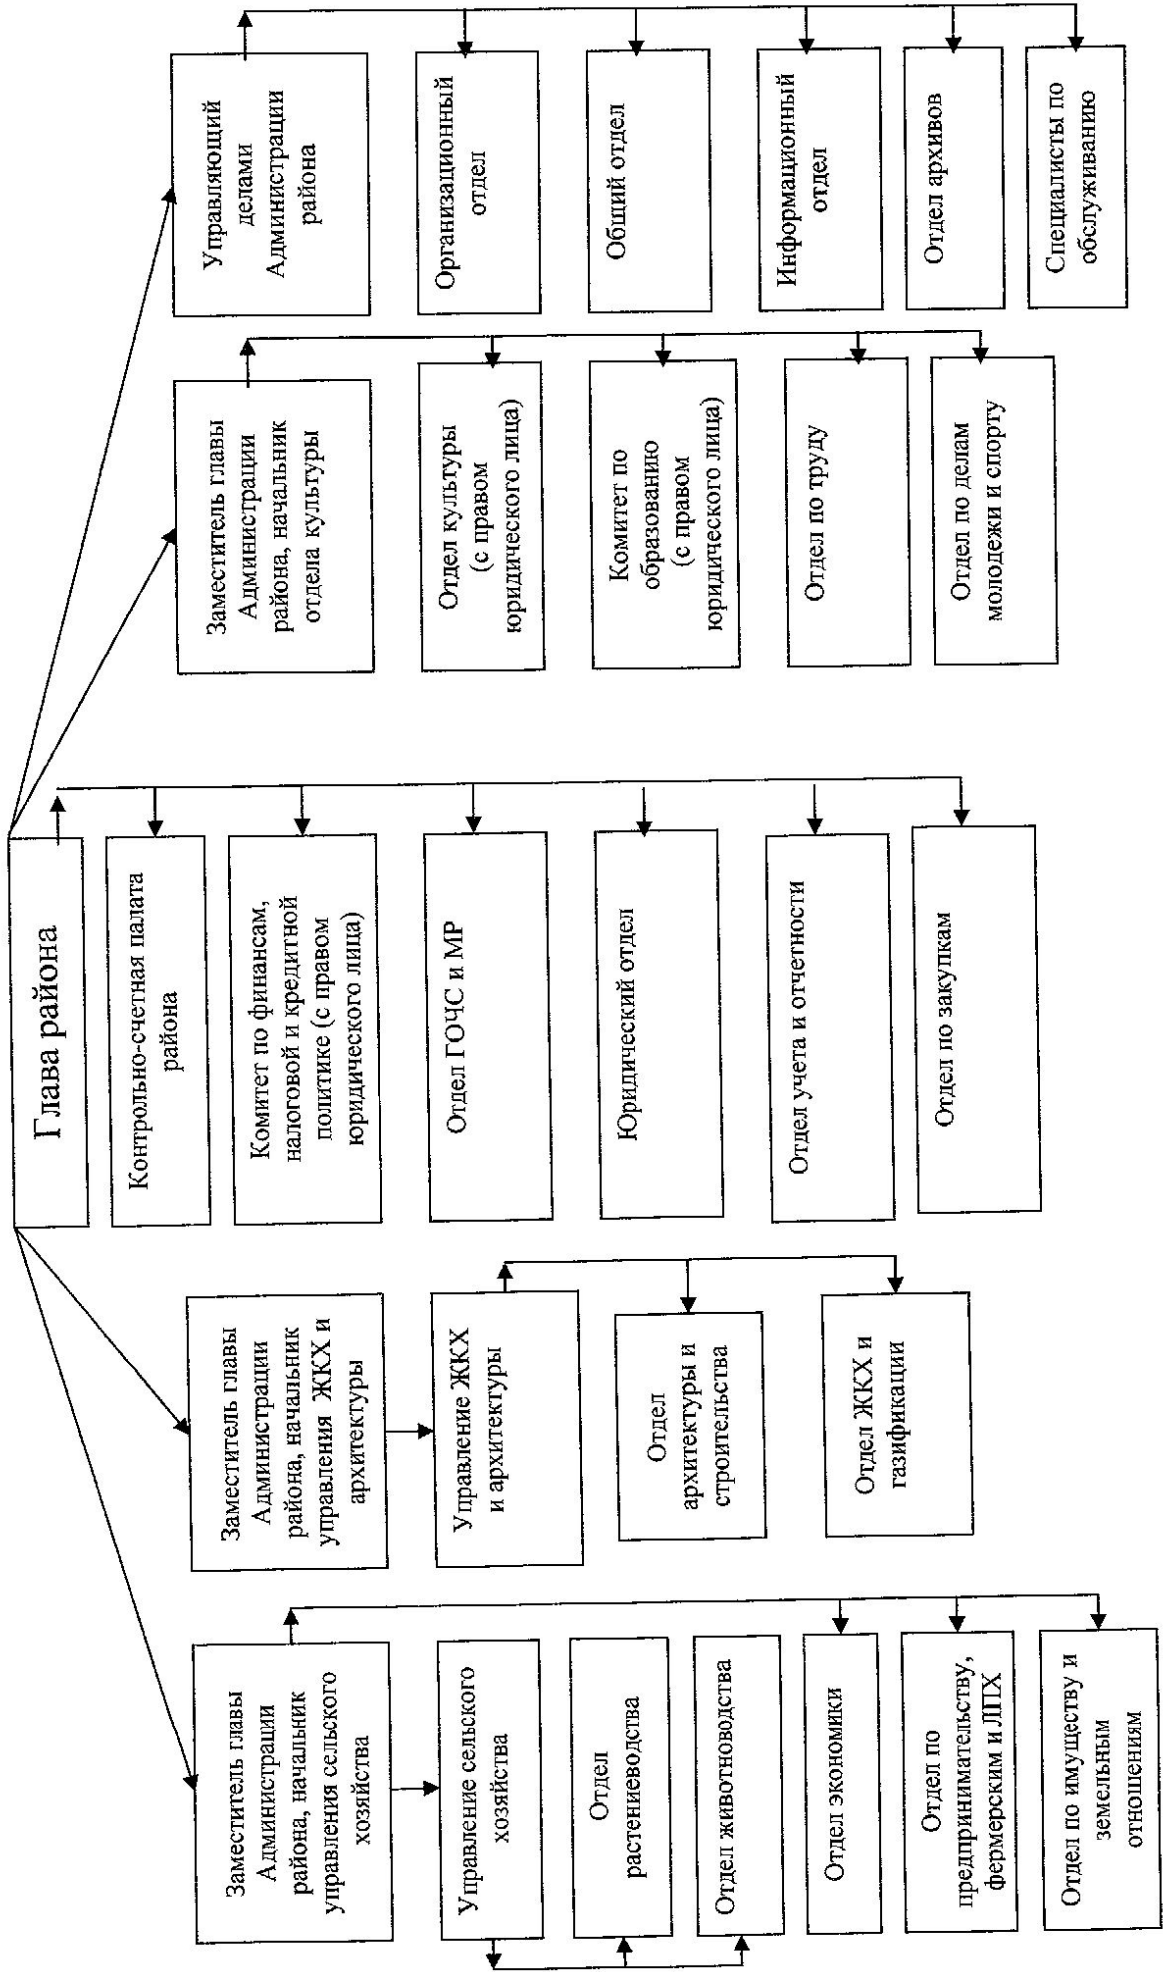 Глава района
Заместитель главы
Администрации
района, начальник
управления сельского
хозяйства
Управление сельского
хозяйства
Отдел
растениеводства
Отдел животноводства
Отдел экономики
Отдел по
предпринимательству,
фермерским и ЛПХ
Отдел по имуществу и
земельным
отношениям
Заместитель главы
Администрации
района, начальник
управления ЖКХ и
архитектуры
Управление ЖКХ
и архитектуры
Отдел
архитектуры и
строительства
Отдел ЖКХ и
газификации
Контрольно-счетная палата
района
Комитет по финансам,
налоговой и кредитной
политике (с правом
юридического лица)
Отдел ГОЧС и МР
Юридический отдел
Отдел учета и отчетности
Отдел по закупкам
Заместитель главы
Администрации
района, начальник
отдела культуры
Отдел культуры
(с правом
юридического лица)
Комитет по
образованию
(с правом
юридического лица)
Отдел по труду
Отдел по делам
молодежи и спорту
Управляющий
делами
Администрации
района
Организационный
отдел
Общий отдел
Информационный
отдел
Отдел архивов
Специалисты по
обслуживанию